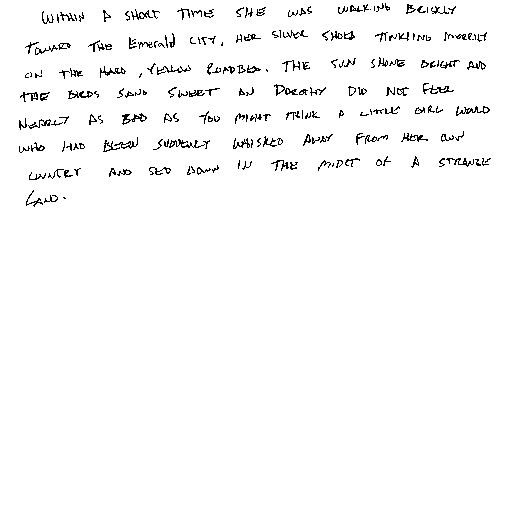 WITHIN A SHORT TIME SHE WAS WALKING BRISKLY
TOWARD THE EMERALD CITY, HER SILVER SHOES TINKLING MERRILY
ON THE HARD, YELLOW ROADBED. THE SUN SHONE BRIGHT AND
THE BIRDS SANG SWEET AN DOROTHY DID NOT FEEL
NEARLY AS BAD AS YOU MIGHT THINK A LITTLE GIRL WOULD
WHO HAD BEEN SUDDENLY WHISKED AWAY FROM HER OWN
COUNTRY AND SED DOWN IN THE MIDST OF A STRANGE
LAND.